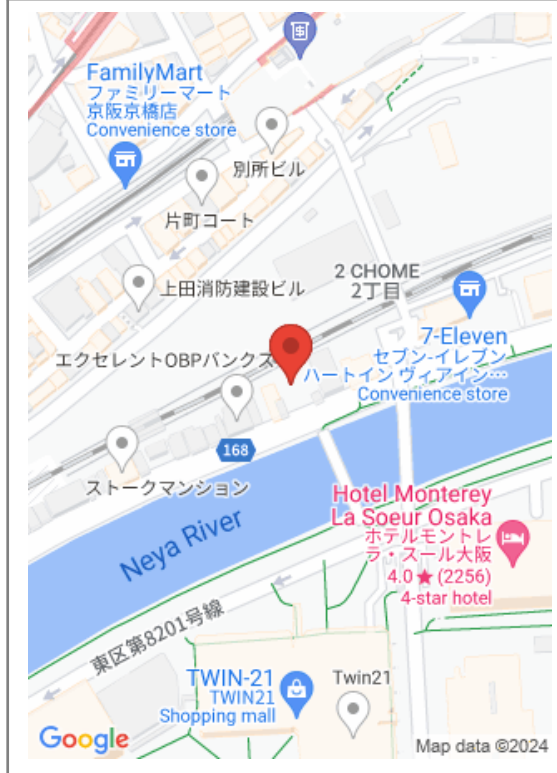 FamilyMart
ファミリーマート
京阪京橋店
Convenience store
別所ビル
片町コート
上田消防建設ビル
2 CHOME
2丁目
7-Eleven
セブン-イレブン
ハートイン ヴィアイン…
Convenience store
エクセレントOBPバンクス
168
ストークマンション
Neya River
Hotel Monterey
La Soeur Osaka
ホテルモントレ
ラ・スール大阪
4.0 ★ (2256)
4-star hotel
東区第8201号線
TWIN-21
TWIN21
Shopping mall
Twin21
Google
Map data ©2024